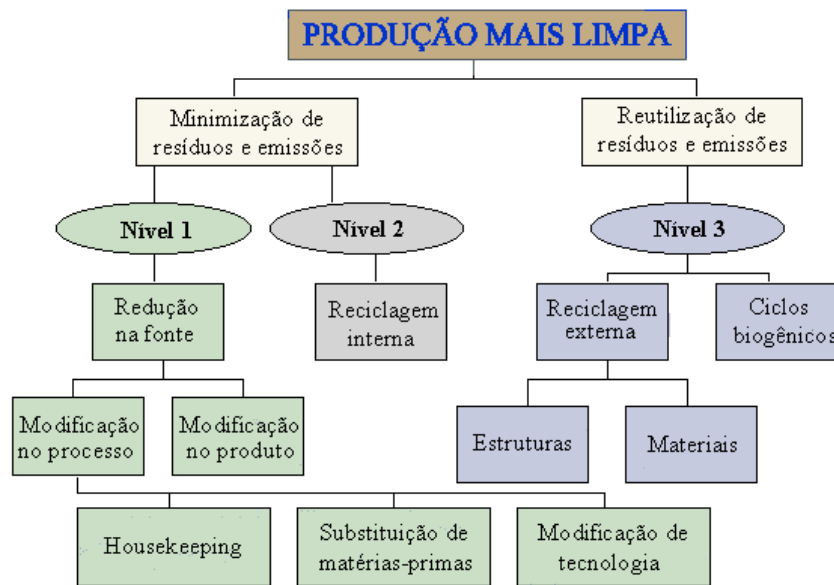 PRODUÇÃO MAIS LIMPA
Minimização de
resíduos e emissões
Reutilização de
resíduos e emissões
Nível 1
Nível 2
Nível 3
Redução
na fonte
Reciclagem
interna
Reciclagem
externa
Ciclos
biogênicos
Modificação
no processo
Modificação
no produto
Estruturas
Materiais
Housekeeping
Substituição de
matérias-primas
Modificação de
tecnologia